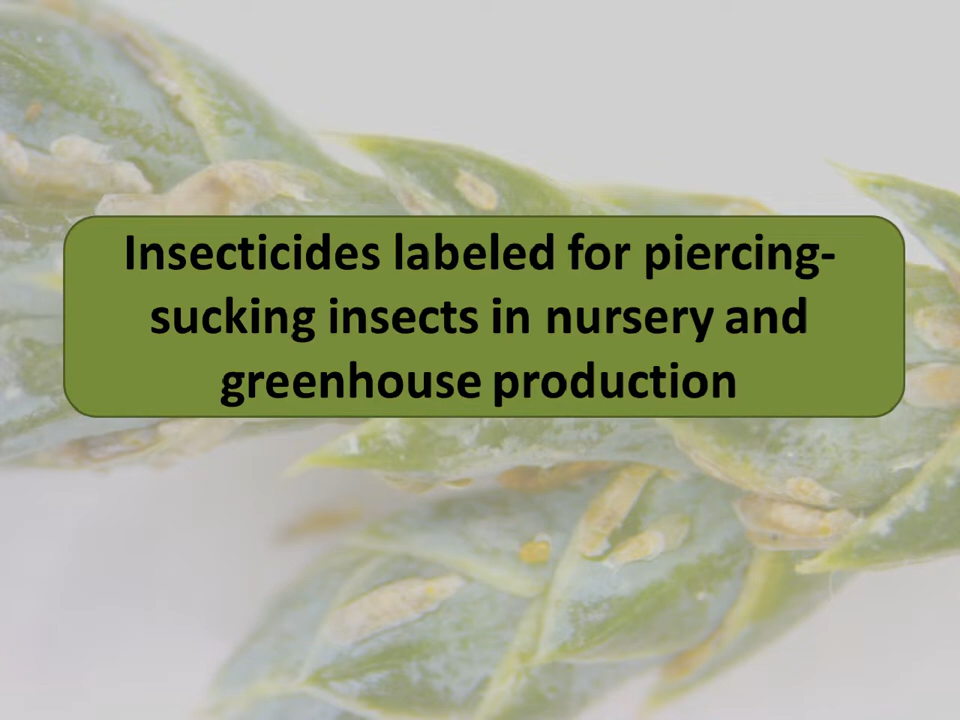 Insecticides labeled for piercing-
sucking insects in nursery and
greenhouse production